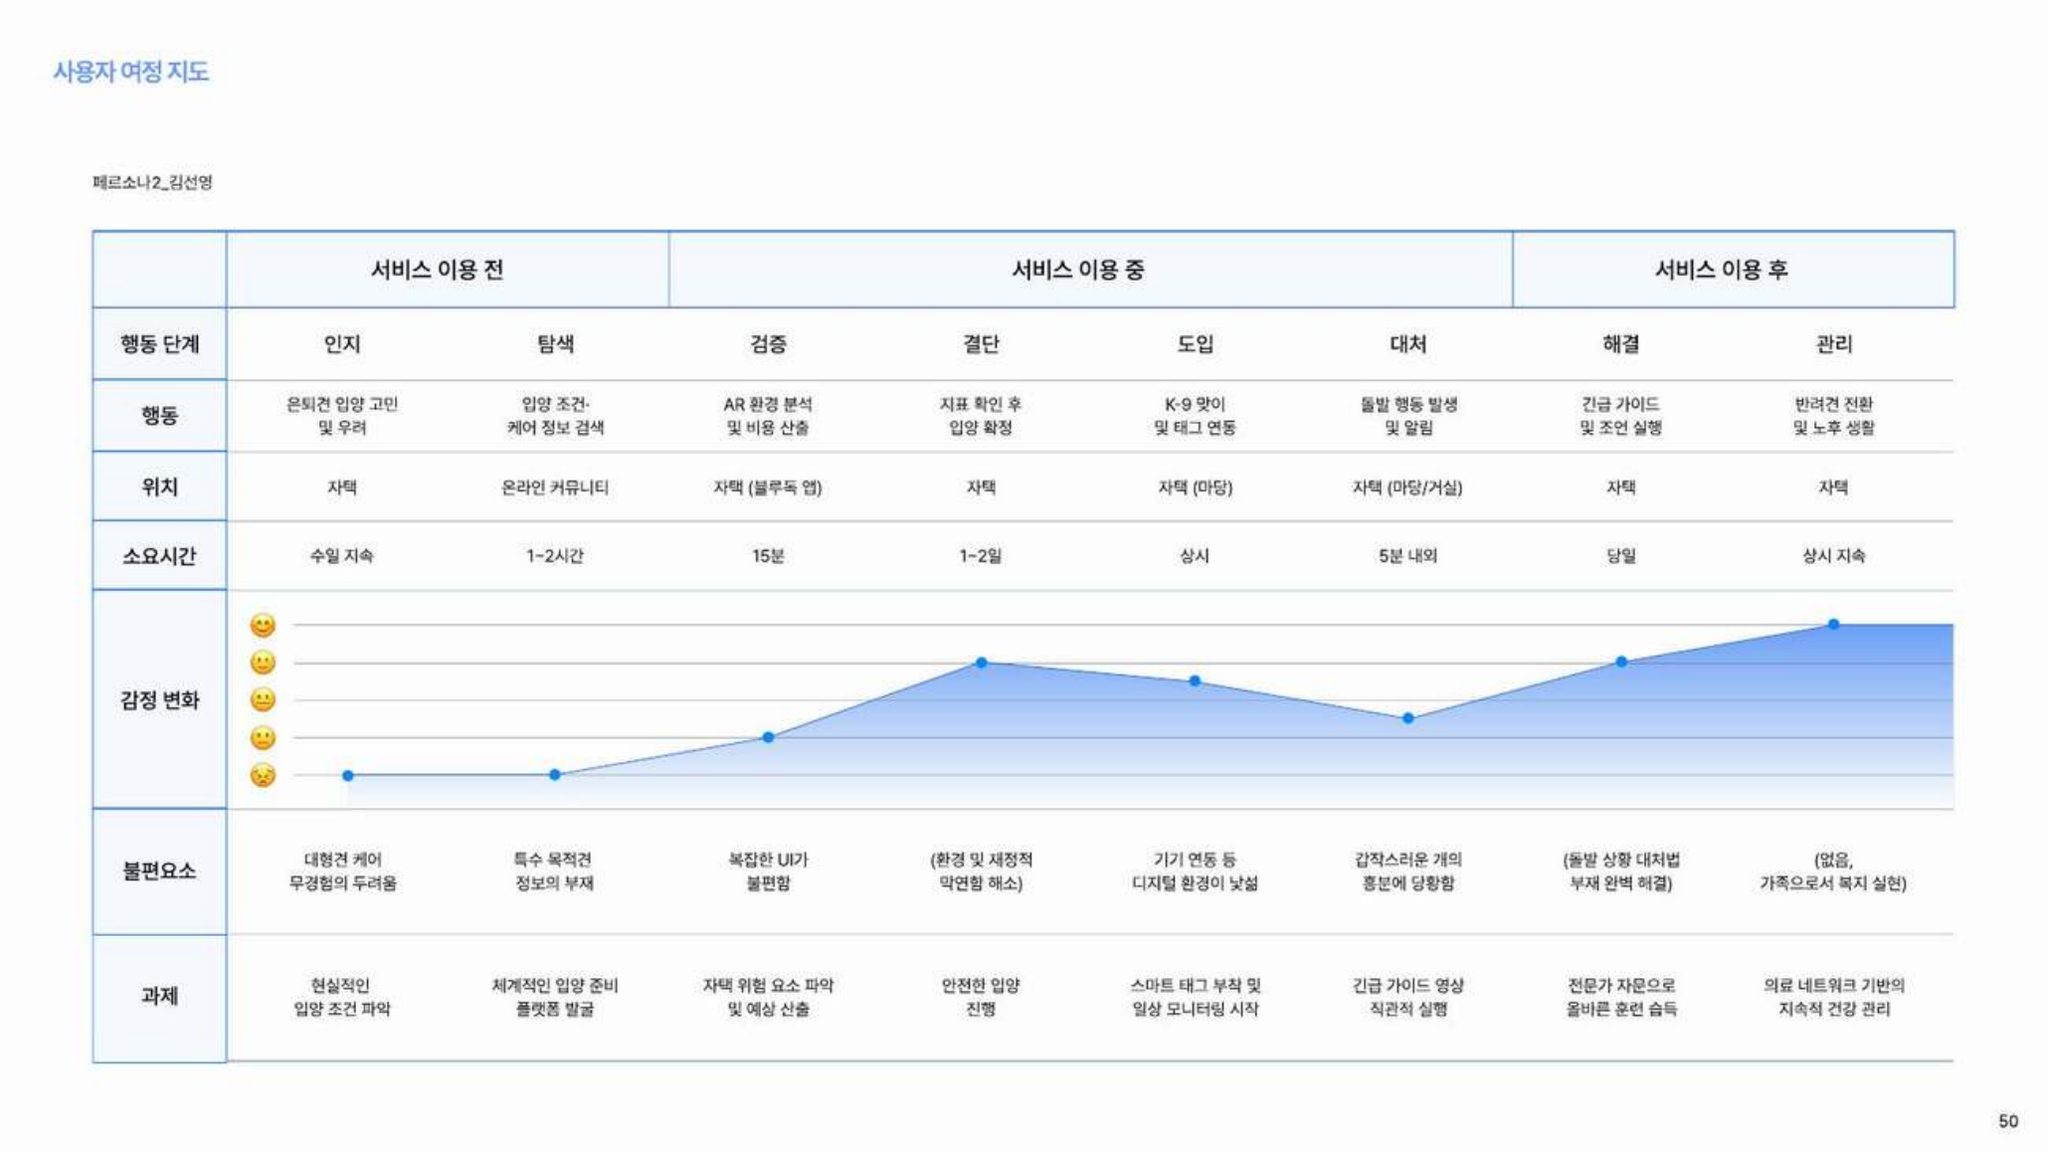 사용자 여정 지도
페르소나2_김선영
서비스 이용 전
서비스 이용 중
서비스 이용 후
행동 단계
인지
탐색
검증
결단
도입
대처
해결
관리
행동
은퇴견 입양 고민
및 우려
입양 조건·
케어 정보 검색
AR 환경 분석
및 비용 산출
지표 확인 후
입양 확정
K-9 맞이
및 태그 연동
돌발 행동 발생
및 알림
긴급 가이드
및 조언 실행
반려견 전환
및 노후 생활
위치
자택
온라인 커뮤니티
자택 (블루독 앱)
자택
자택 (마당)
자택 (마당/거실)
자택
자택
소요시간
수일 지속
1~2시간
15분
1~2일
상시
5분 내외
당일
상시 지속
감정 변화
불편요소
대형견 케어
무경험의 두려움
특수 목적견
정보의 부재
복잡한 UI가
불편함
(환경 및 재정적
막연함 해소)
기기 연동 등
디지털 환경이 낯섦
갑작스러운 개의
흥분에 당황함
(돌발 상황 대처법
부재 완벽 해결)
(없음,
가족으로서 복지 실현)
과제
현실적인
입양 조건 파악
체계적인 입양 준비
플랫폼 발굴
자택 위험 요소 파악
및 예상 산출
안전한 입양
진행
스마트 태그 부착 및
일상 모니터링 시작
긴급 가이드 영상
직관적 실행
전문가 자문으로
올바른 훈련 습득
의료 네트워크 기반의
지속적 건강 관리
50